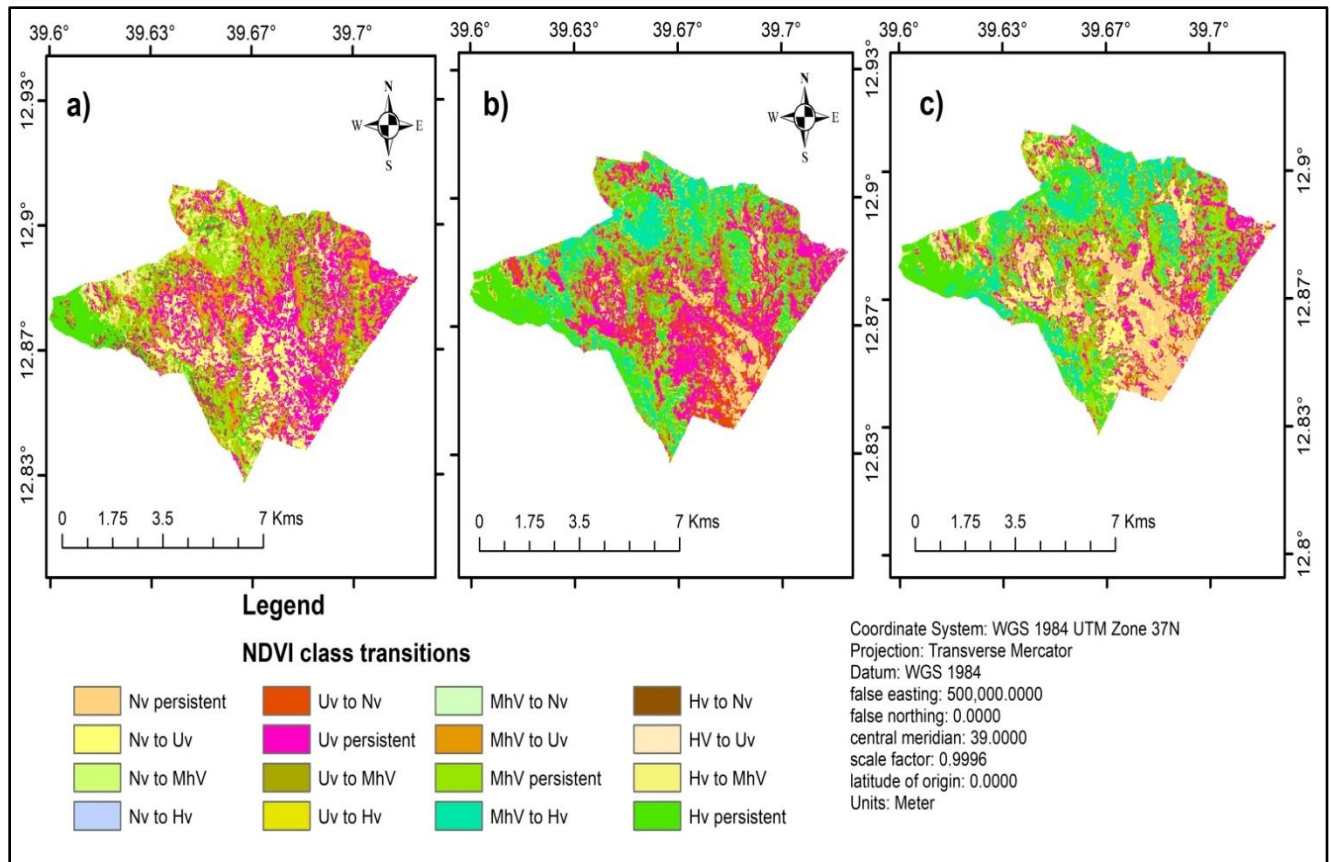 39.6° 39.63° 39.67° 39.7°
12.93° 12.9° 12.87° 12.83°
a)
N
W E
S
0 1.75 3.5 7 Kms
39.6° 39.63° 39.67° 39.7°
b)
N
W E
S
0 1.75 3.5 7 Kms
12.93° 12.9° 12.87° 12.83°
39.6° 39.63° 39.67° 39.7°
c)
0 1.75 3.5 7 Kms
12.9° 12.87° 12.83° 12.8°
Legend
NDVI class transitions
Nv persistent
Nv to Uv
Nv to MhV
Nv to Hv
Uv to Nv
Uv persistent
Uv to MhV
Uv to Hv
MhV to Nv
MhV to Uv
MhV persistent
MhV to Hv
Hv to Nv
HV to Uv
Hv to MhV
Hv persistent
Coordinate System: WGS 1984 UTM Zone 37N
Projection: Transverse Mercator
Datum: WGS 1984
false easting: 500,000.0000
false northing: 0.0000
central meridian: 39.0000
scale factor: 0.9996
latitude of origin: 0.0000
Units: Meter